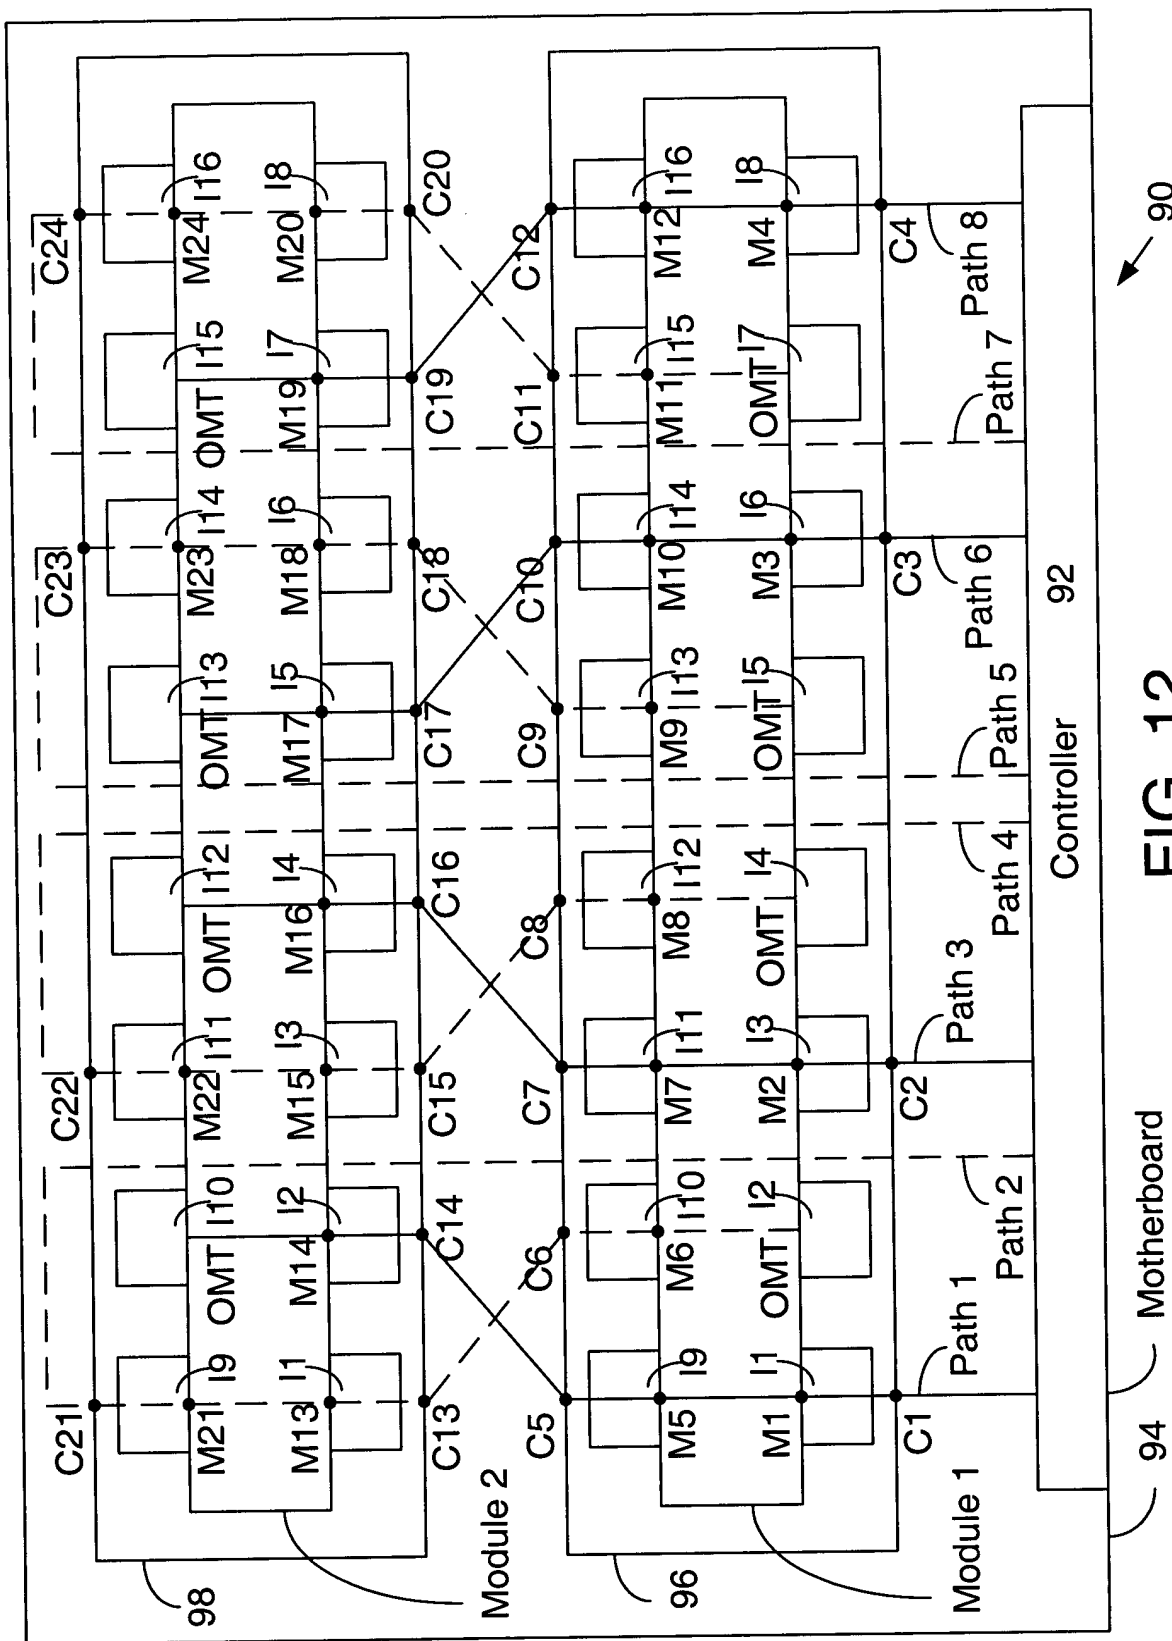 C21 C22 C23 C24
98
M21 I9 OMT I10 M22 I11 OMT I12 OMT I13 M23 I14 OMT I15 M24 I16
M13 I1 M14 I2 M15 I3 M16 I4 M17 I5 M18 I6 M19 I7 M20 I8
C13 C14 C15 C16 C17 C18 C19 C20
Module 2
C5 C6 C7 C8 C9 C10 C11 C12
M5 I9 M6 I10 M7 I11 M8 I12 M9 I13 M10 I14 M11 I15 M12 I16
96
M1 I1 OMT I2 M2 I3 OMT I4 OMT I5 M3 I6 OMT I7 M4 I8
C1 C2 C3 C4
Module 1
Path 1 Path 2 Path 3 Path 4 Path 5 Path 6 Path 7 Path 8
Controller 92
94 Motherboard 90
FIG 12